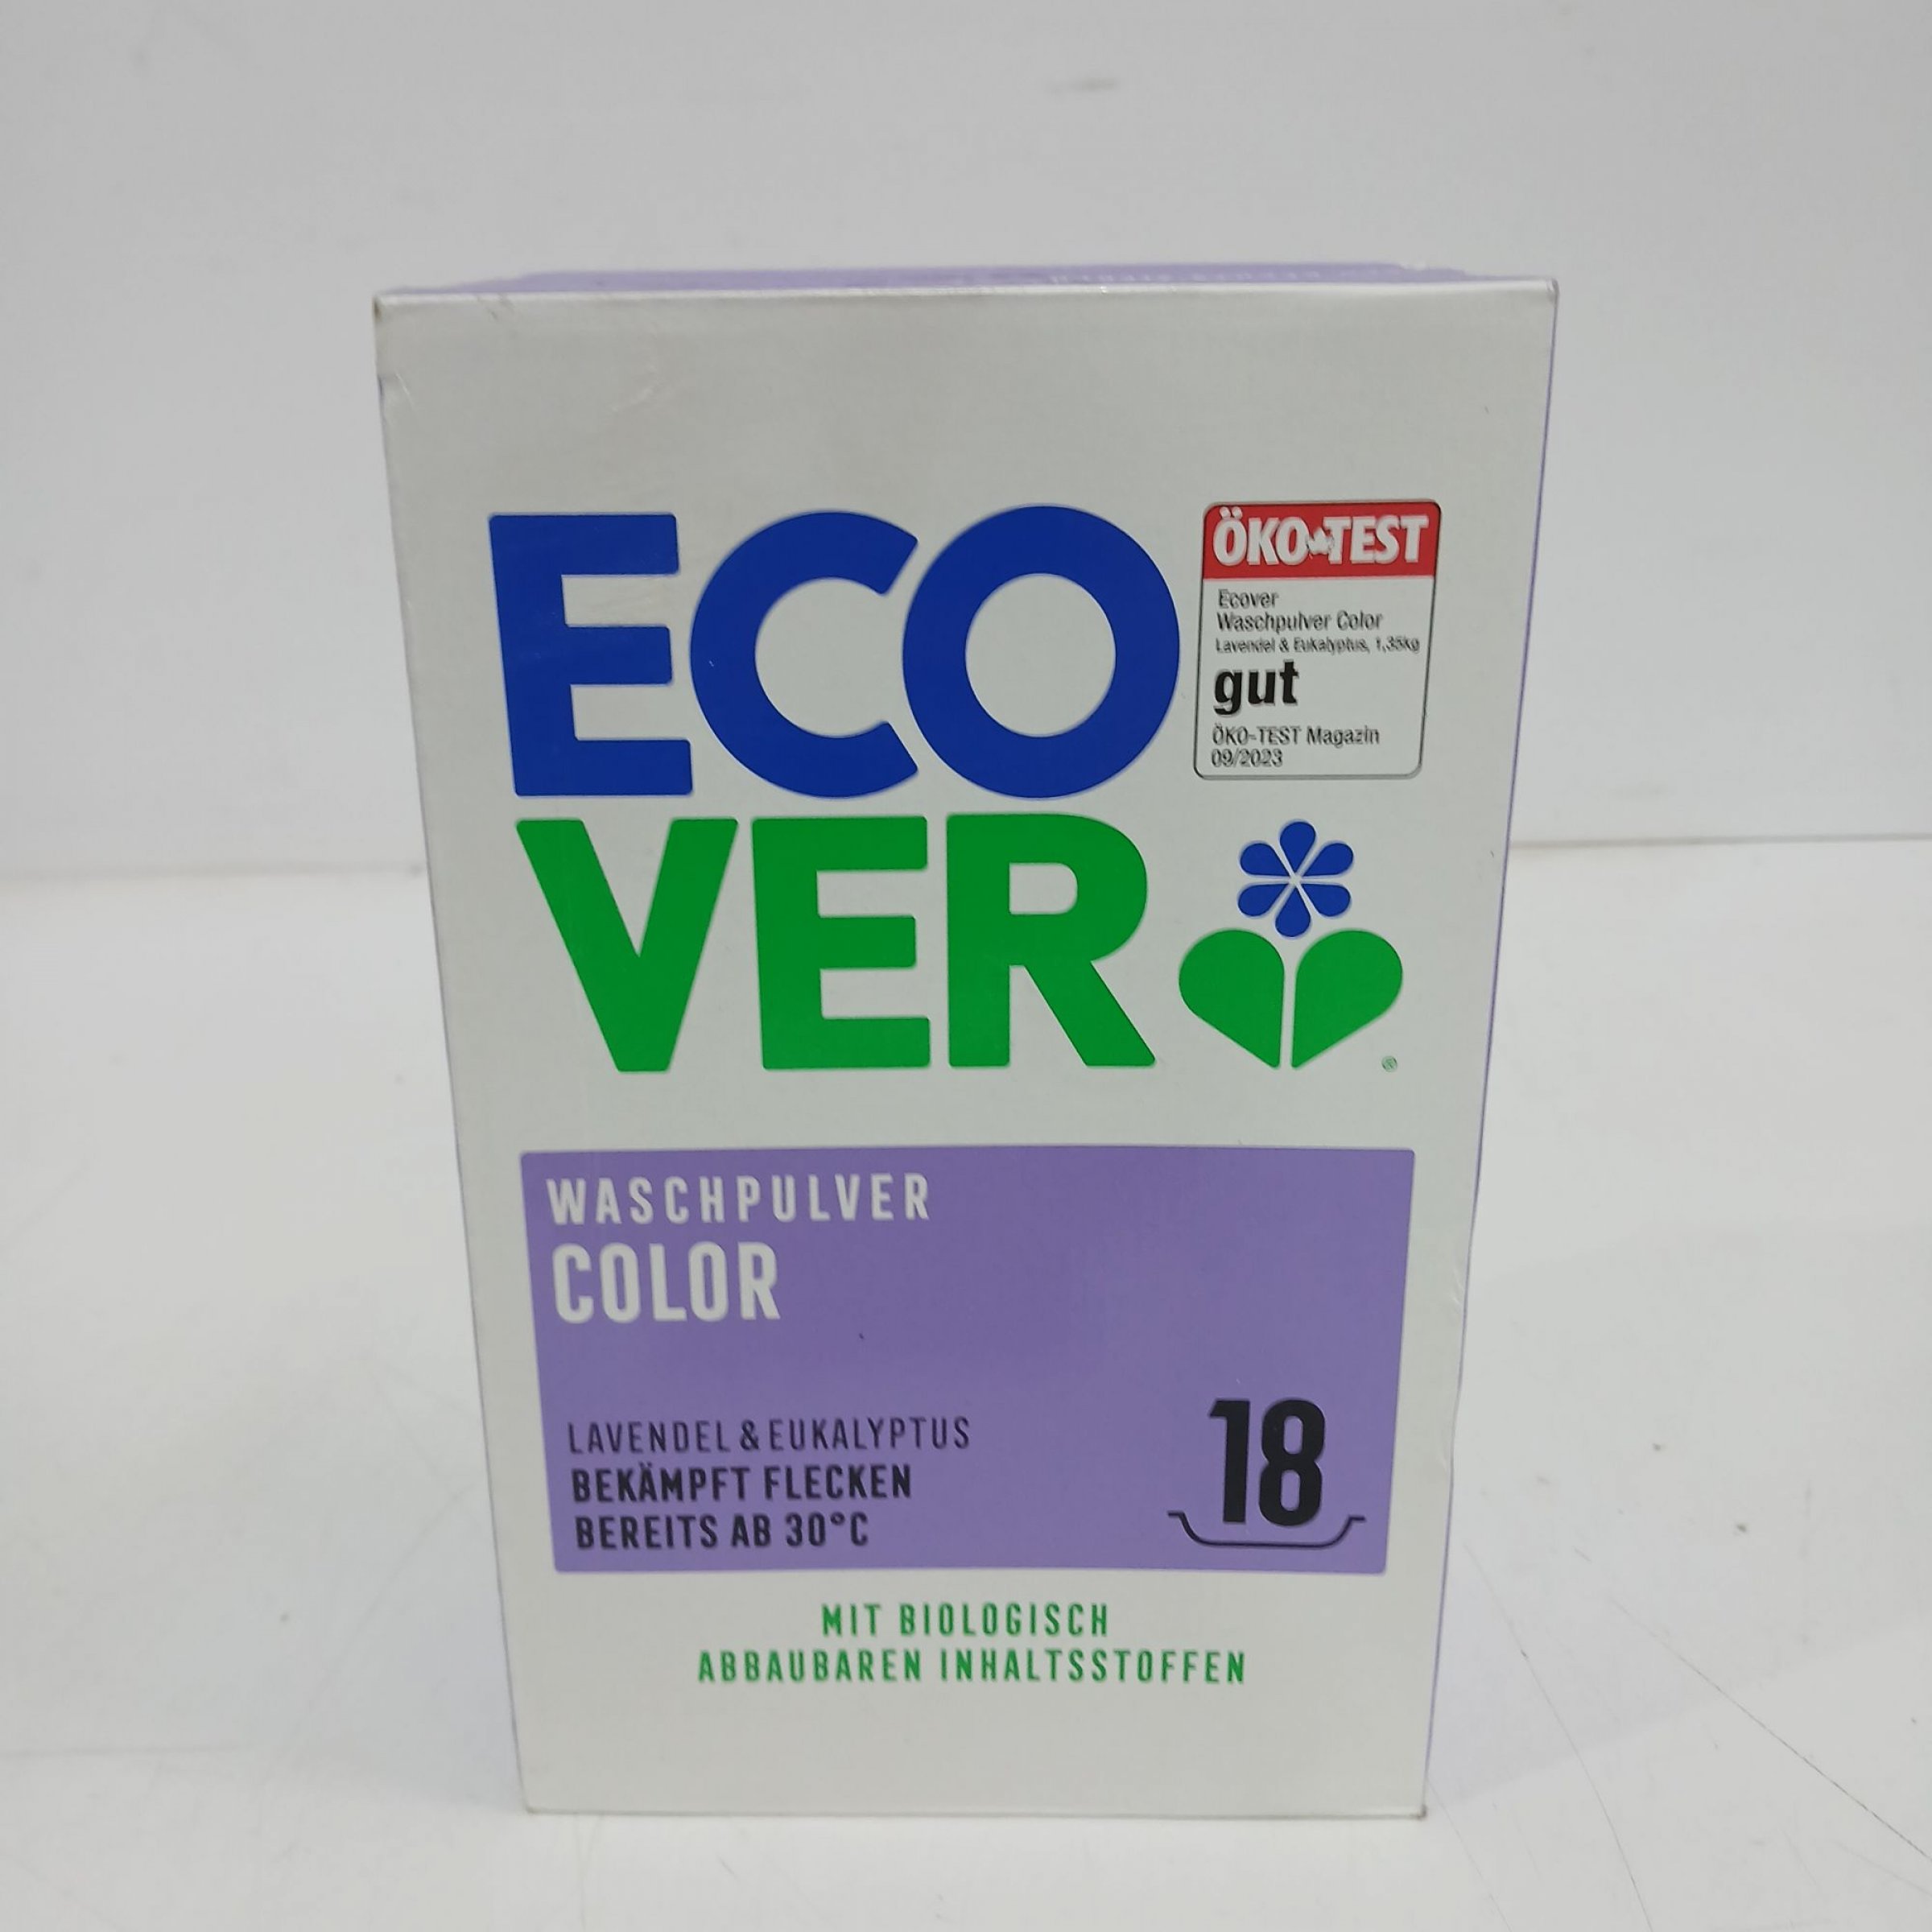 ECO
VER
ÖKO-TEST
Ecover
Waschpulver Color
Lavendel & Eukalyptus, 1,35kg
gut
ÖKO-TEST Magazin
09/2023
®
WASCHPULVER
COLOR
LAVENDEL & EUKALYPTUS
BEKÄMPFT FLECKEN
BEREITS AB 30°C
18
MIT BIOLOGISCH
ABBAUBAREN INHALTSSTOFFEN